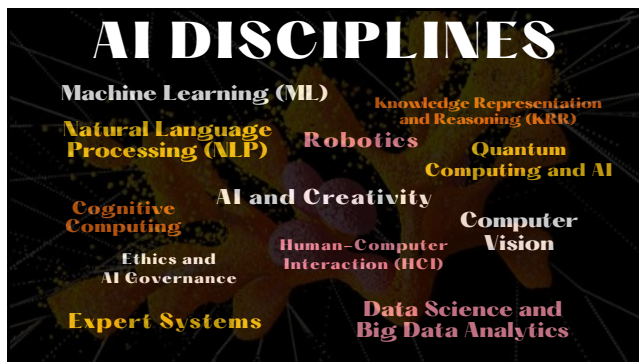 AI DISCIPLINES
Machine Learning (ML)
Knowledge Representation
and Reasoning (KRR)
Natural Language
Processing (NLP)
Robotics
Quantum
Computing and AI
AI and Creativity
Cognitive
Computing
Computer
Vision
Human-Computer
Interaction (HCI)
Ethics and
AI Governance
Expert Systems
Data Science and
Big Data Analytics